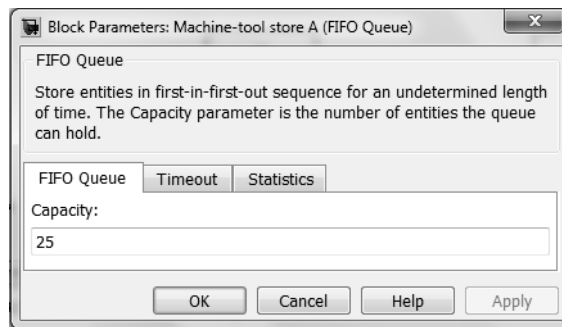 Block Parameters: Machine-tool store A (FIFO Queue)
FIFO Queue
Store entities in first-in-first-out sequence for an undetermined length
of time. The Capacity parameter is the number of entities the queue
can hold.
FIFO Queue Timeout Statistics
Capacity:
25
OK Cancel Help Apply